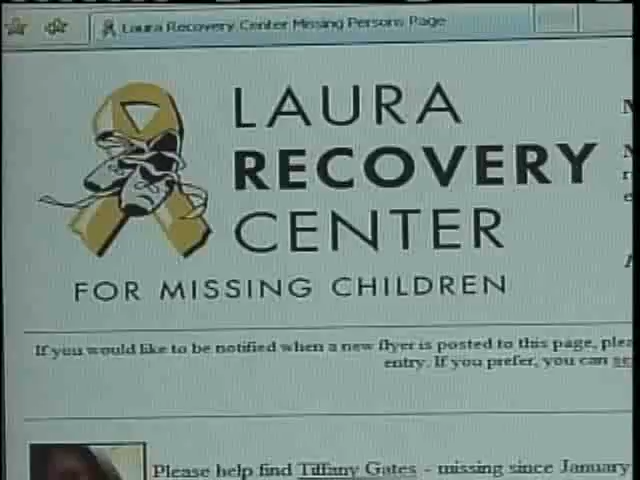 Laura Recovery Center Missing Persons Page
LAURA
RECOVERY
CENTER
FOR MISSING CHILDREN
If you would like to be notified when a new flyer is posted to this page, plea
entry. If you prefer, you can se
Please help find Tiffany Gates - missing since January